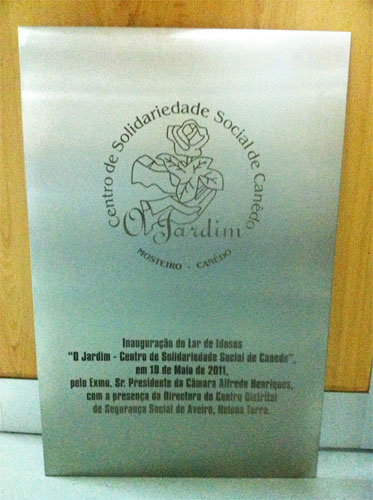 Centro de Solidariedade Social de Canêdo
O Jardim
MOSTEIRO - CANÊDO
Inauguração do Lar de Idosos
"O Jardim - Centro de Solidariedade Social de Canedo",
em 19 de Maio de 2011,
pelo Exmo. Sr. Presidente da Câmara Alfredo Henriques,
com a presença da Directora do Centro Distrital
de Segurança Social de Aveiro, Helena Terra.